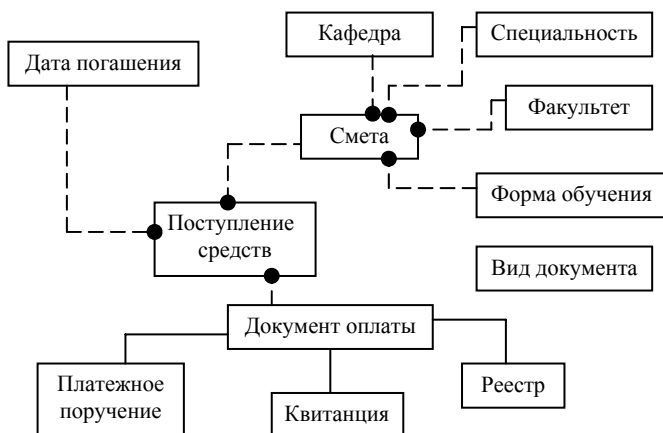 Кафедра
Специальность
Дата погашения
Факультет
Смета
Форма обучения
Поступление
средств
Вид документа
Документ оплаты
Платежное
поручение
Квитанция
Реестр